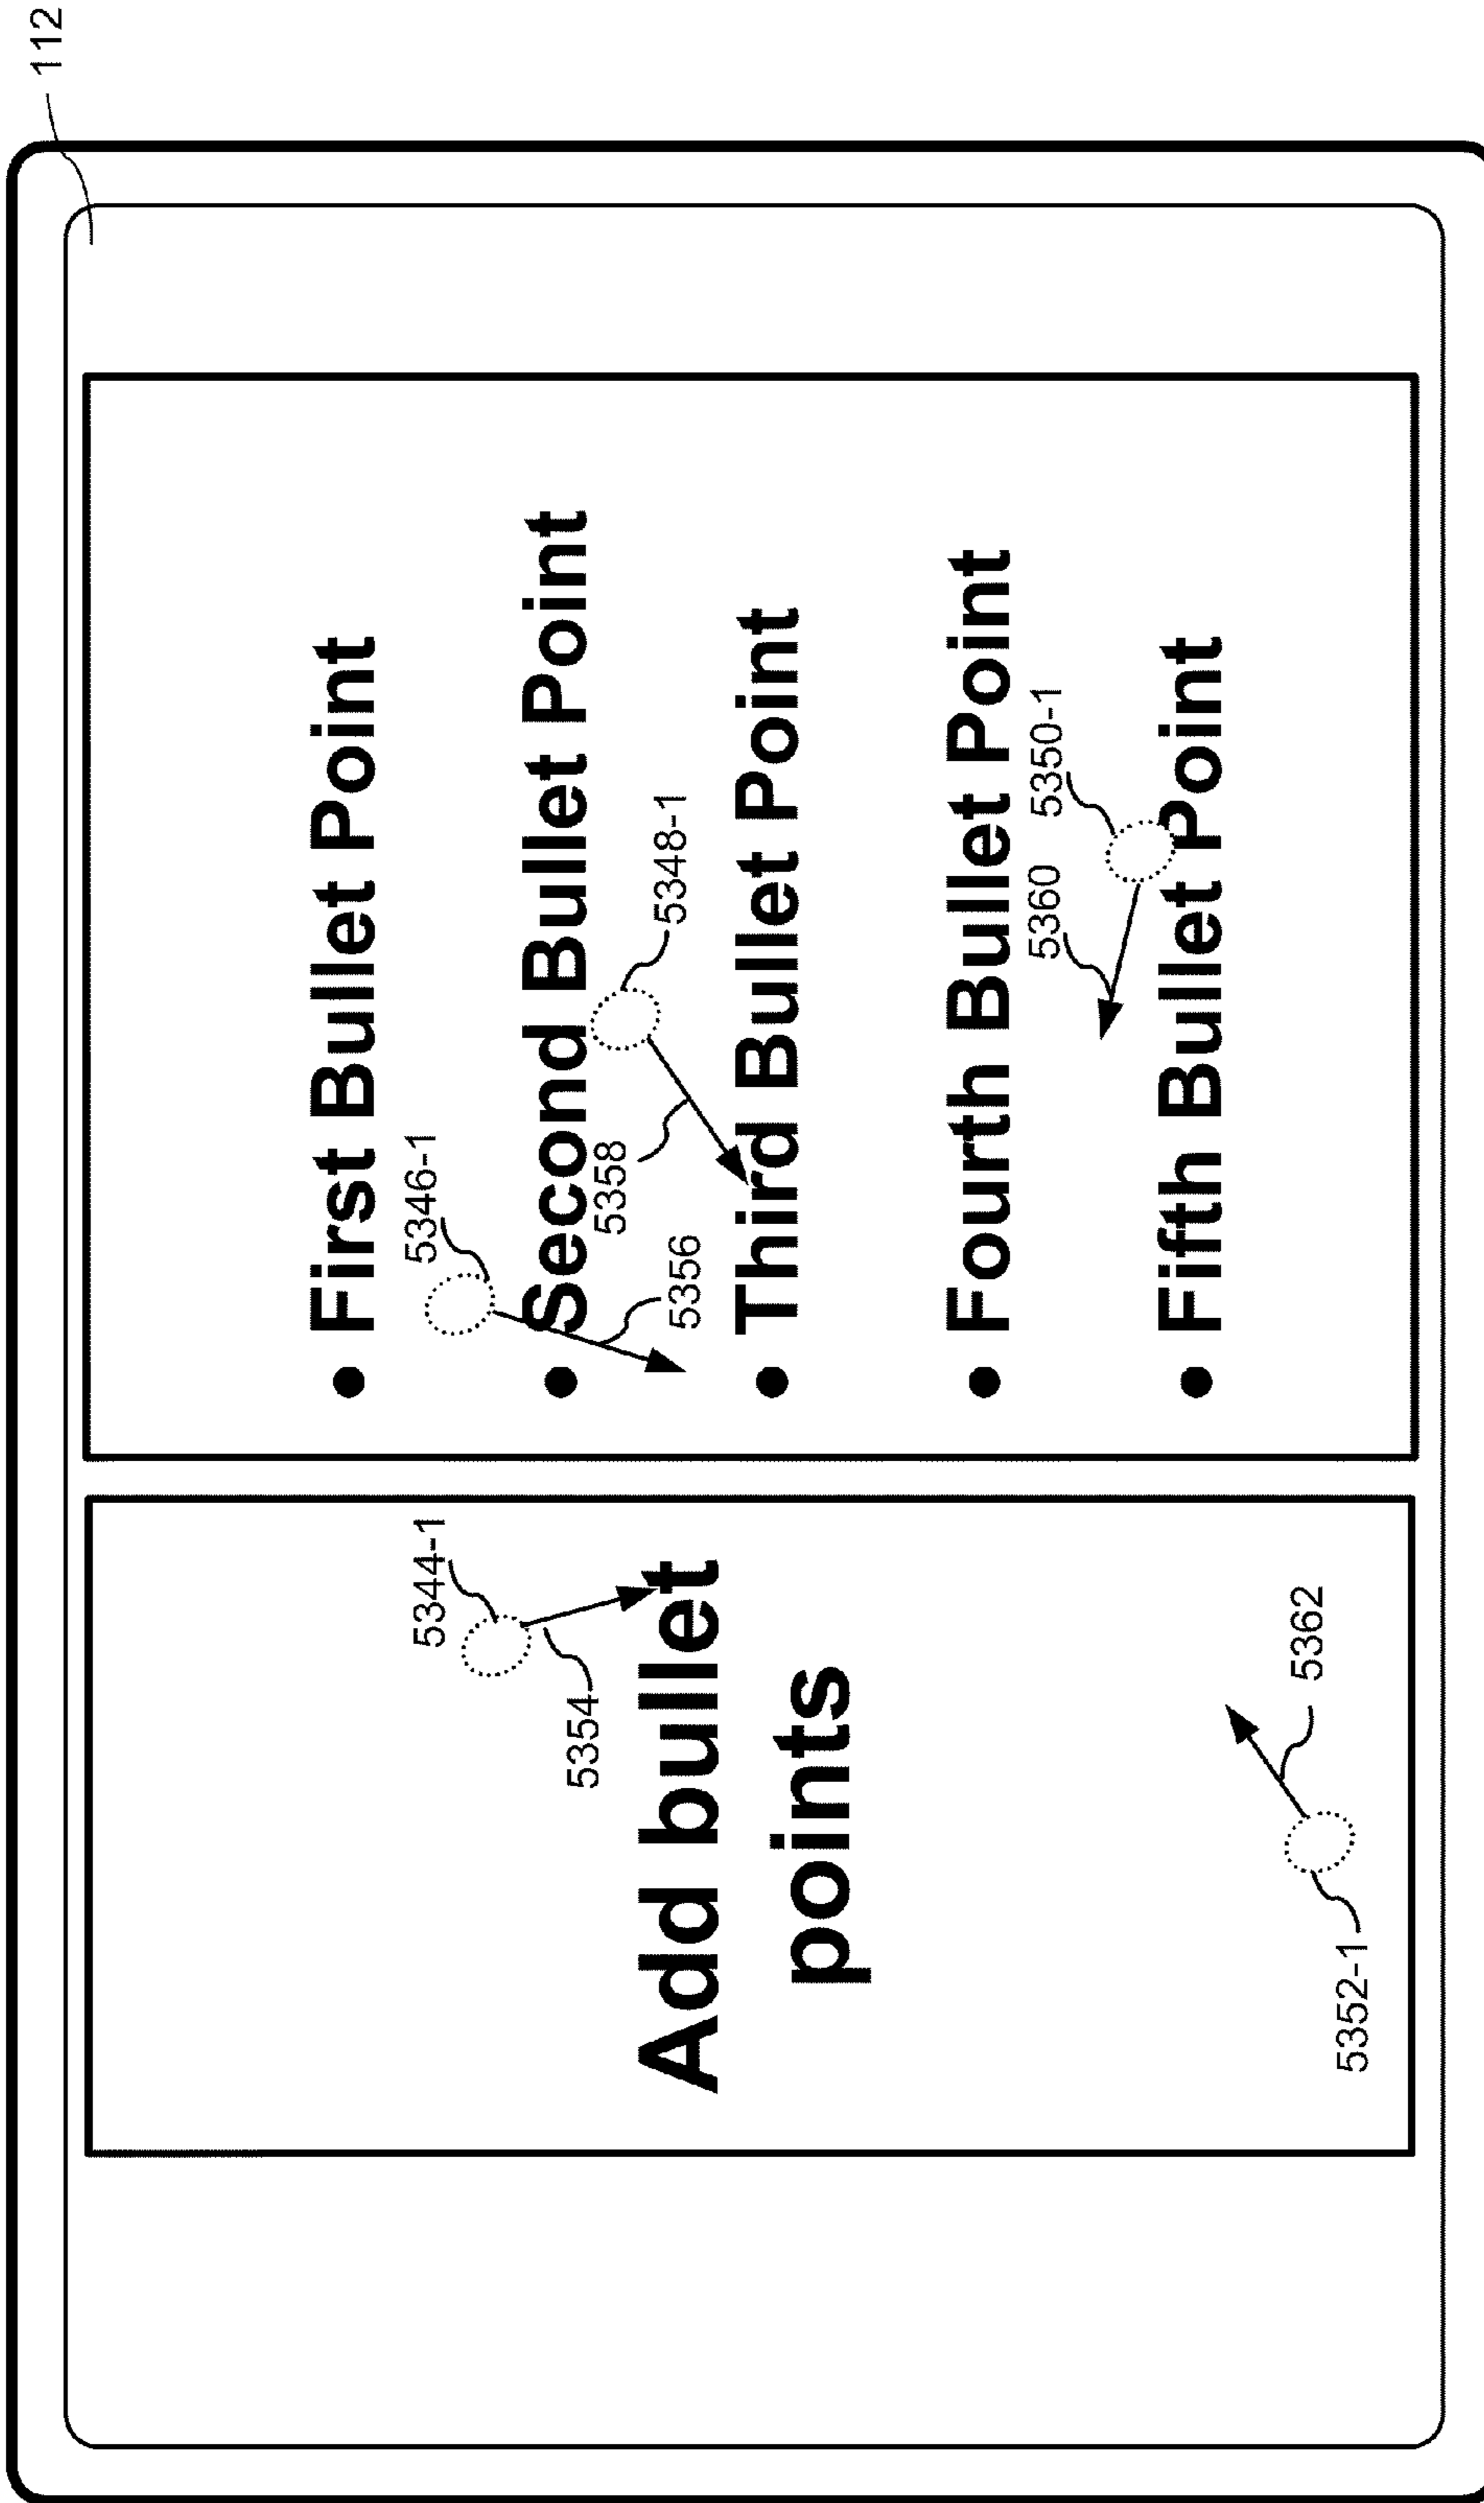 112
5344-1
5354
Add bullet
points
5362
5352-1
• First Bullet Point
5346-1
• Second Bullet Point
5358
5348-1
5356
• Third Bullet Point
• Fourth Bullet Point
5360
5350-1
• Fifth Bullet Point